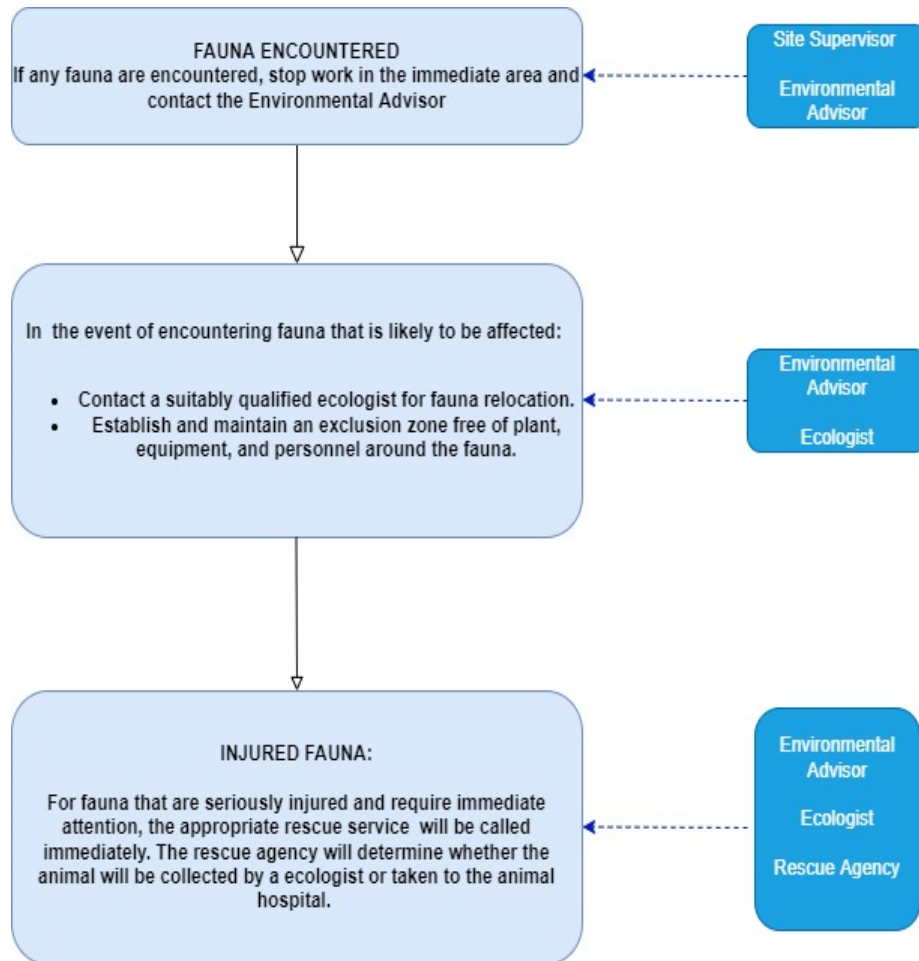 FAUNA ENCOUNTERED
If any fauna are encountered, stop work in the immediate area and
contact the Environmental Advisor
Site Supervisor
Environmental
Advisor
In the event of encountering fauna that is likely to be affected:
• Contact a suitably qualified ecologist for fauna relocation.
• Establish and maintain an exclusion zone free of plant,
equipment, and personnel around the fauna.
Environmental
Advisor
Ecologist
INJURED FAUNA:
For fauna that are seriously injured and require immediate
attention, the appropriate rescue service will be called
immediately. The rescue agency will determine whether the
animal will be collected by a ecologist or taken to the animal
hospital.
Environmental
Advisor
Ecologist
Rescue Agency